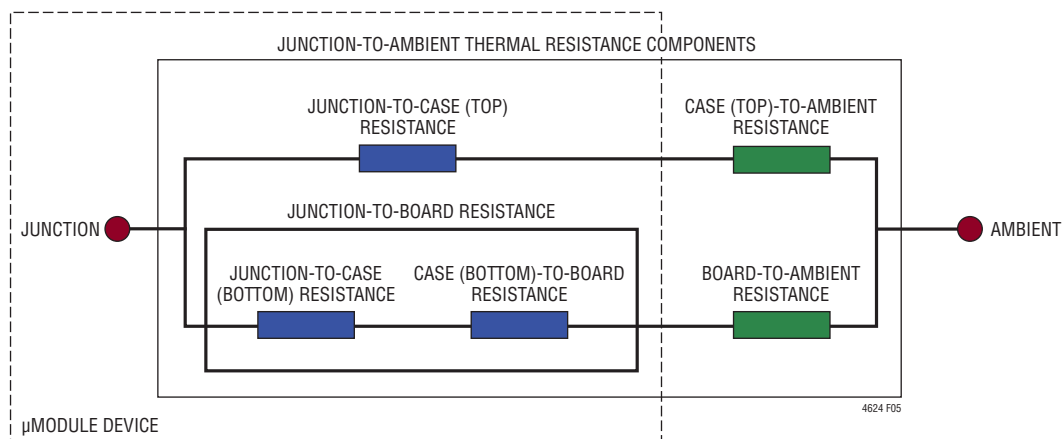 JUNCTION-TO-AMBIENT THERMAL RESISTANCE COMPONENTS
JUNCTION-TO-CASE (TOP)
RESISTANCE
CASE (TOP)-TO-AMBIENT
RESISTANCE
JUNCTION
JUNCTION-TO-BOARD RESISTANCE
AMBIENT
JUNCTION-TO-CASE
(BOTTOM) RESISTANCE
CASE (BOTTOM)-TO-BOARD
RESISTANCE
BOARD-TO-AMBIENT
RESISTANCE
4624 F05
µMODULE DEVICE